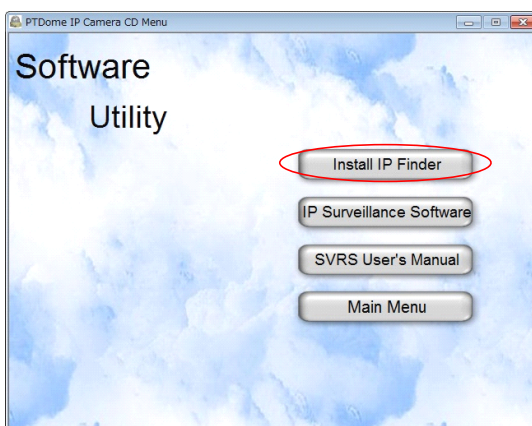 PTDome IP Camera CD Menu
Software
Utility
Install IP Finder
IP Surveillance Software
SVRS User's Manual
Main Menu